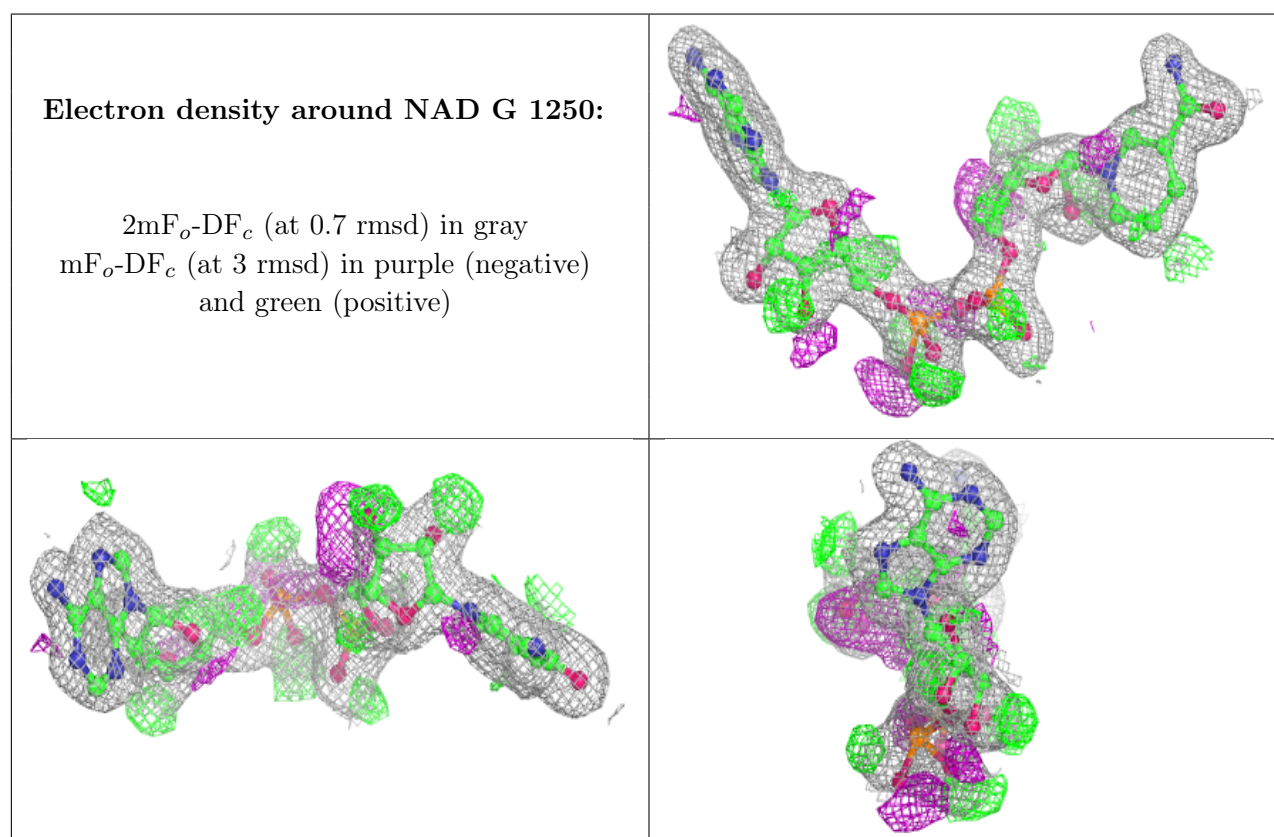 Electron density around NAD G 1250:
2mFₒ-DF𝒸 (at 0.7 rmsd) in gray
mFₒ-DF𝒸 (at 3 rmsd) in purple (negative)
and green (positive)